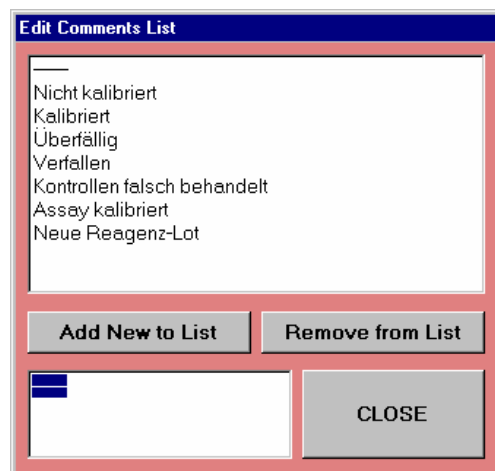 Edit Comments List
——
Nicht kalibriert
Kalibriert
Überfällig
Verfallen
Kontrollen falsch behandelt
Assay kalibriert
Neue Reagenz-Lot
Add New to List
Remove from List
——
CLOSE